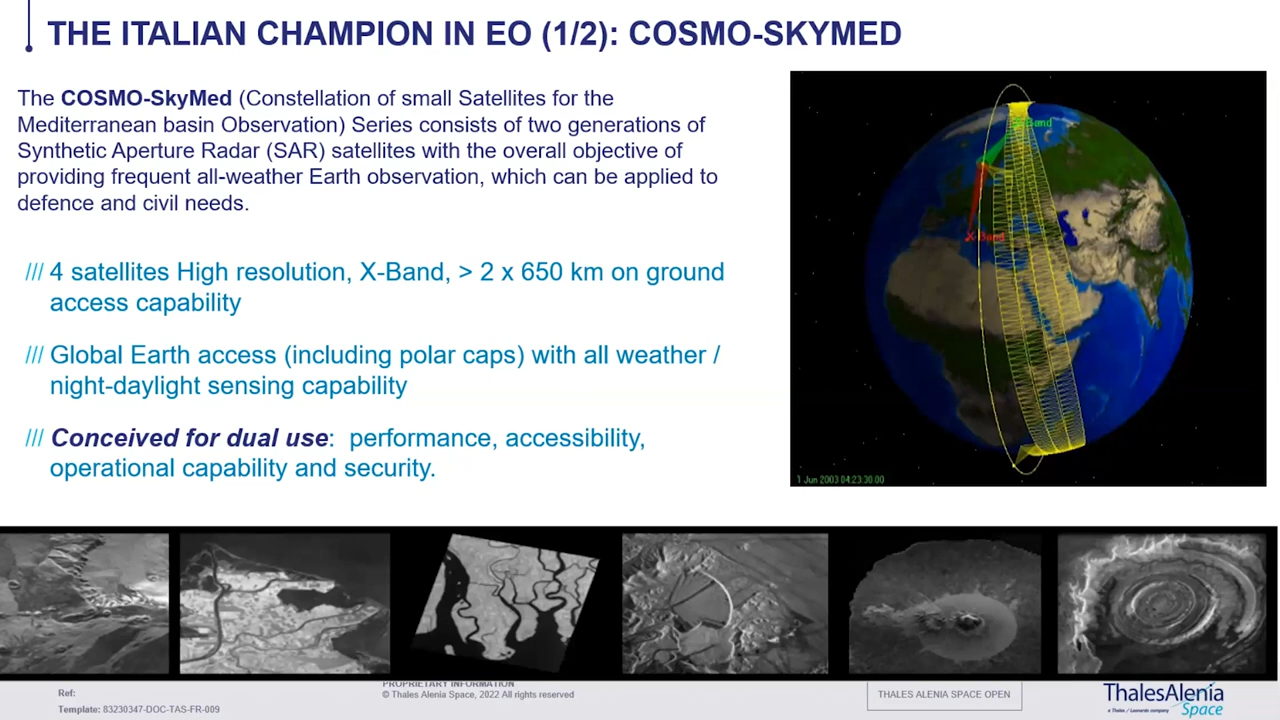 THE ITALIAN CHAMPION IN EO (1/2): COSMO-SKYMED
The COSMO-SkyMed (Constellation of small Satellites for the
Mediterranean basin Observation) Series consists of two generations of
Synthetic Aperture Radar (SAR) satellites with the overall objective of
providing frequent all-weather Earth observation, which can be applied to
defence and civil needs.
/// 4 satellites High resolution, X-Band, > 2 x 650 km on ground
access capability
/// Global Earth access (including polar caps) with all weather /
night-daylight sensing capability
/// Conceived for dual use: performance, accessibility,
operational capability and security.
Band
X-Band
1 Jun 2003 04:23:30.00
Ref:
Template: 83230347-DOC-TAS-FR-009
PROPRIETARY INFORMATION
© Thales Alenia Space, 2022 All rights reserved
THALES ALENIA SPACE OPEN
ThalesAlenia
a Thales / Leonardo company
Space